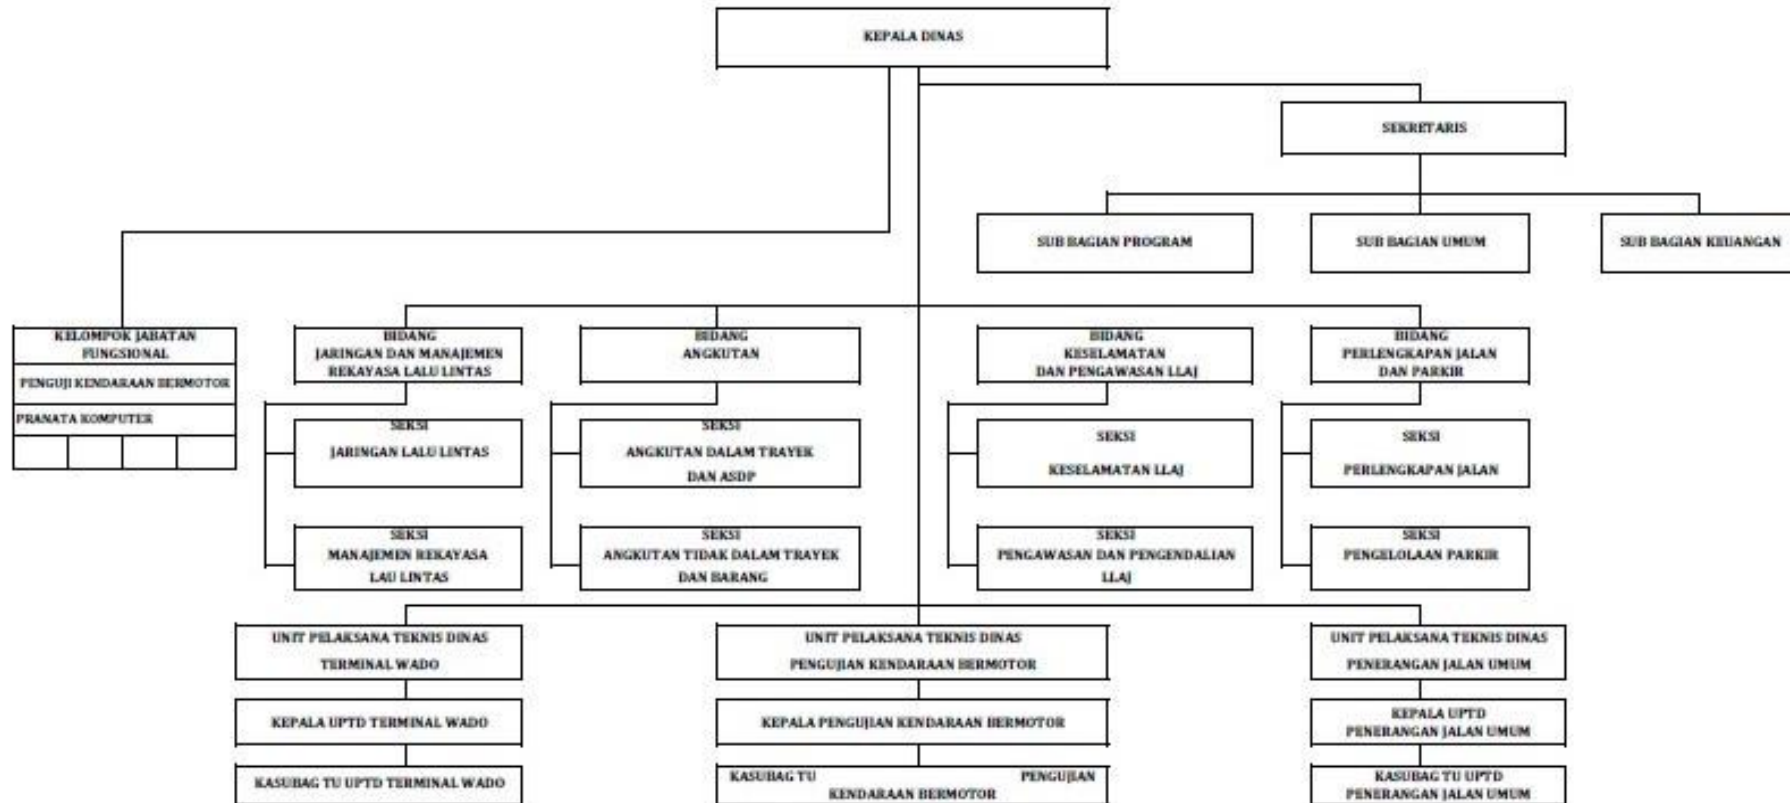 KEPALA DINAS
SEKRETARIS
SUB BAGIAN PROGRAM
SUB BAGIAN UMUM
SUB BAGIAN KEUANGAN
KELOMPOK JABATAN
FUNGSIONAL
PENGUJI KENDARAAN BERMOTOR
PRANATA KOMPUTER
BIDANG
JARINGAN DAN MANAJEMEN
REKAYASA LALU LINTAS
BIDANG
ANGKUTAN
BIDANG
KESELAMATAN
DAN PENGAWASAN LLAJ
BIDANG
PERLENGKAPAN JALAN
DAN PARKIR
SEKSI
JARINGAN LALU LINTAS
SEKSI
ANGKUTAN DALAM TRAYEK
DAN ASDP
SEKSI
KESELAMATAN LLAJ
SEKSI
PERLENGKAPAN JALAN
SEKSI
MANAJEMEN REKAYASA
LAU LINTAS
SEKSI
ANGKUTAN TIDAK DALAM TRAYEK
DAN BARANG
SEKSI
PENGAWASAN DAN PENGENDALIAN
LLAJ
SEKSI
PENGELOLAAN PARKIR
UNIT PELAKSANA TEKNIS DINAS
TERMINAL WADO
UNIT PELAKSANA TEKNIS DINAS
PENGUJIAN KENDARAAN BERMOTOR
UNIT PELAKSANA TEKNIS DINAS
PENERANGAN JALAN UMUM
KEPALA UPTD TERMINAL WADO
KEPALA PENGUJIAN KENDARAAN BERMOTOR
KEPALA UPTD
PENERANGAN JALAN UMUM
KASUBAG TU UPTD TERMINAL WADO
KASUBAG TU PENGUJIAN
KENDARAAN BERMOTOR
KASUBAG TU UPTD
PENERANGAN JALAN UMUM